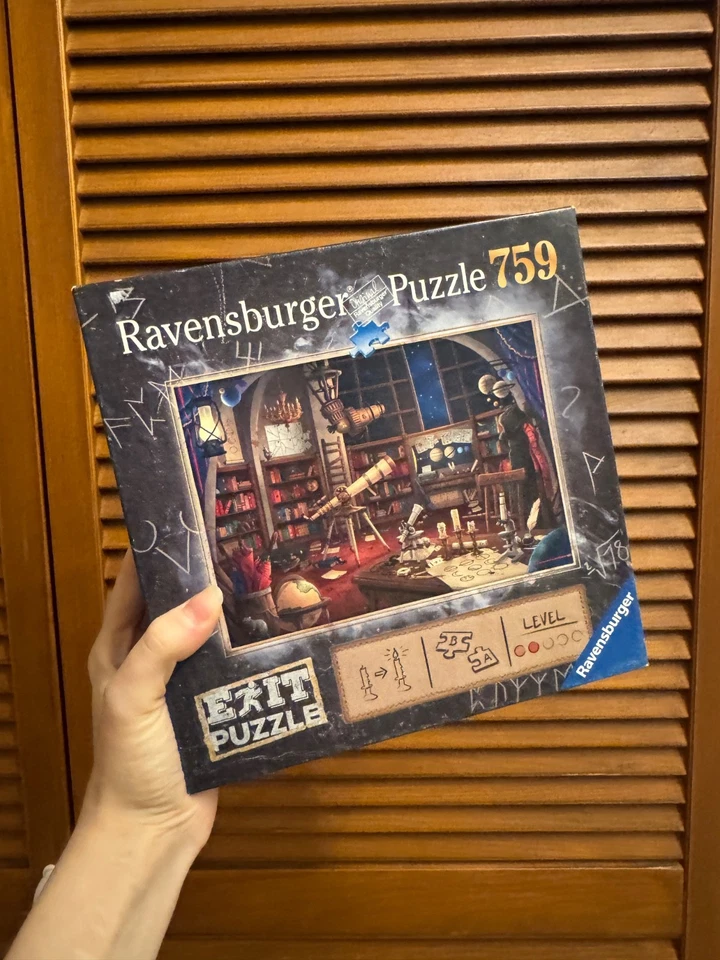 Ravensburger® Puzzle 759
EXIT
PUZZLE
B
A
LEVEL
Ravensburger